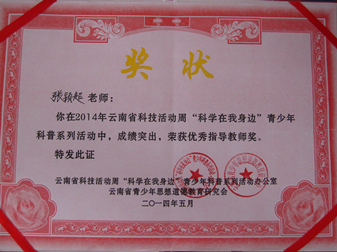 奖状
张颖超 老师：
你在2014年云南省科技活动周“科学在我身边”青少年
科普系列活动中，成绩突出，荣获优秀指导教师奖。
特发此证
云南省科技活动周“科学在我身边”青少年科普系列活动办公室
云南省青少年思想道德教育研究会
二〇一四年五月